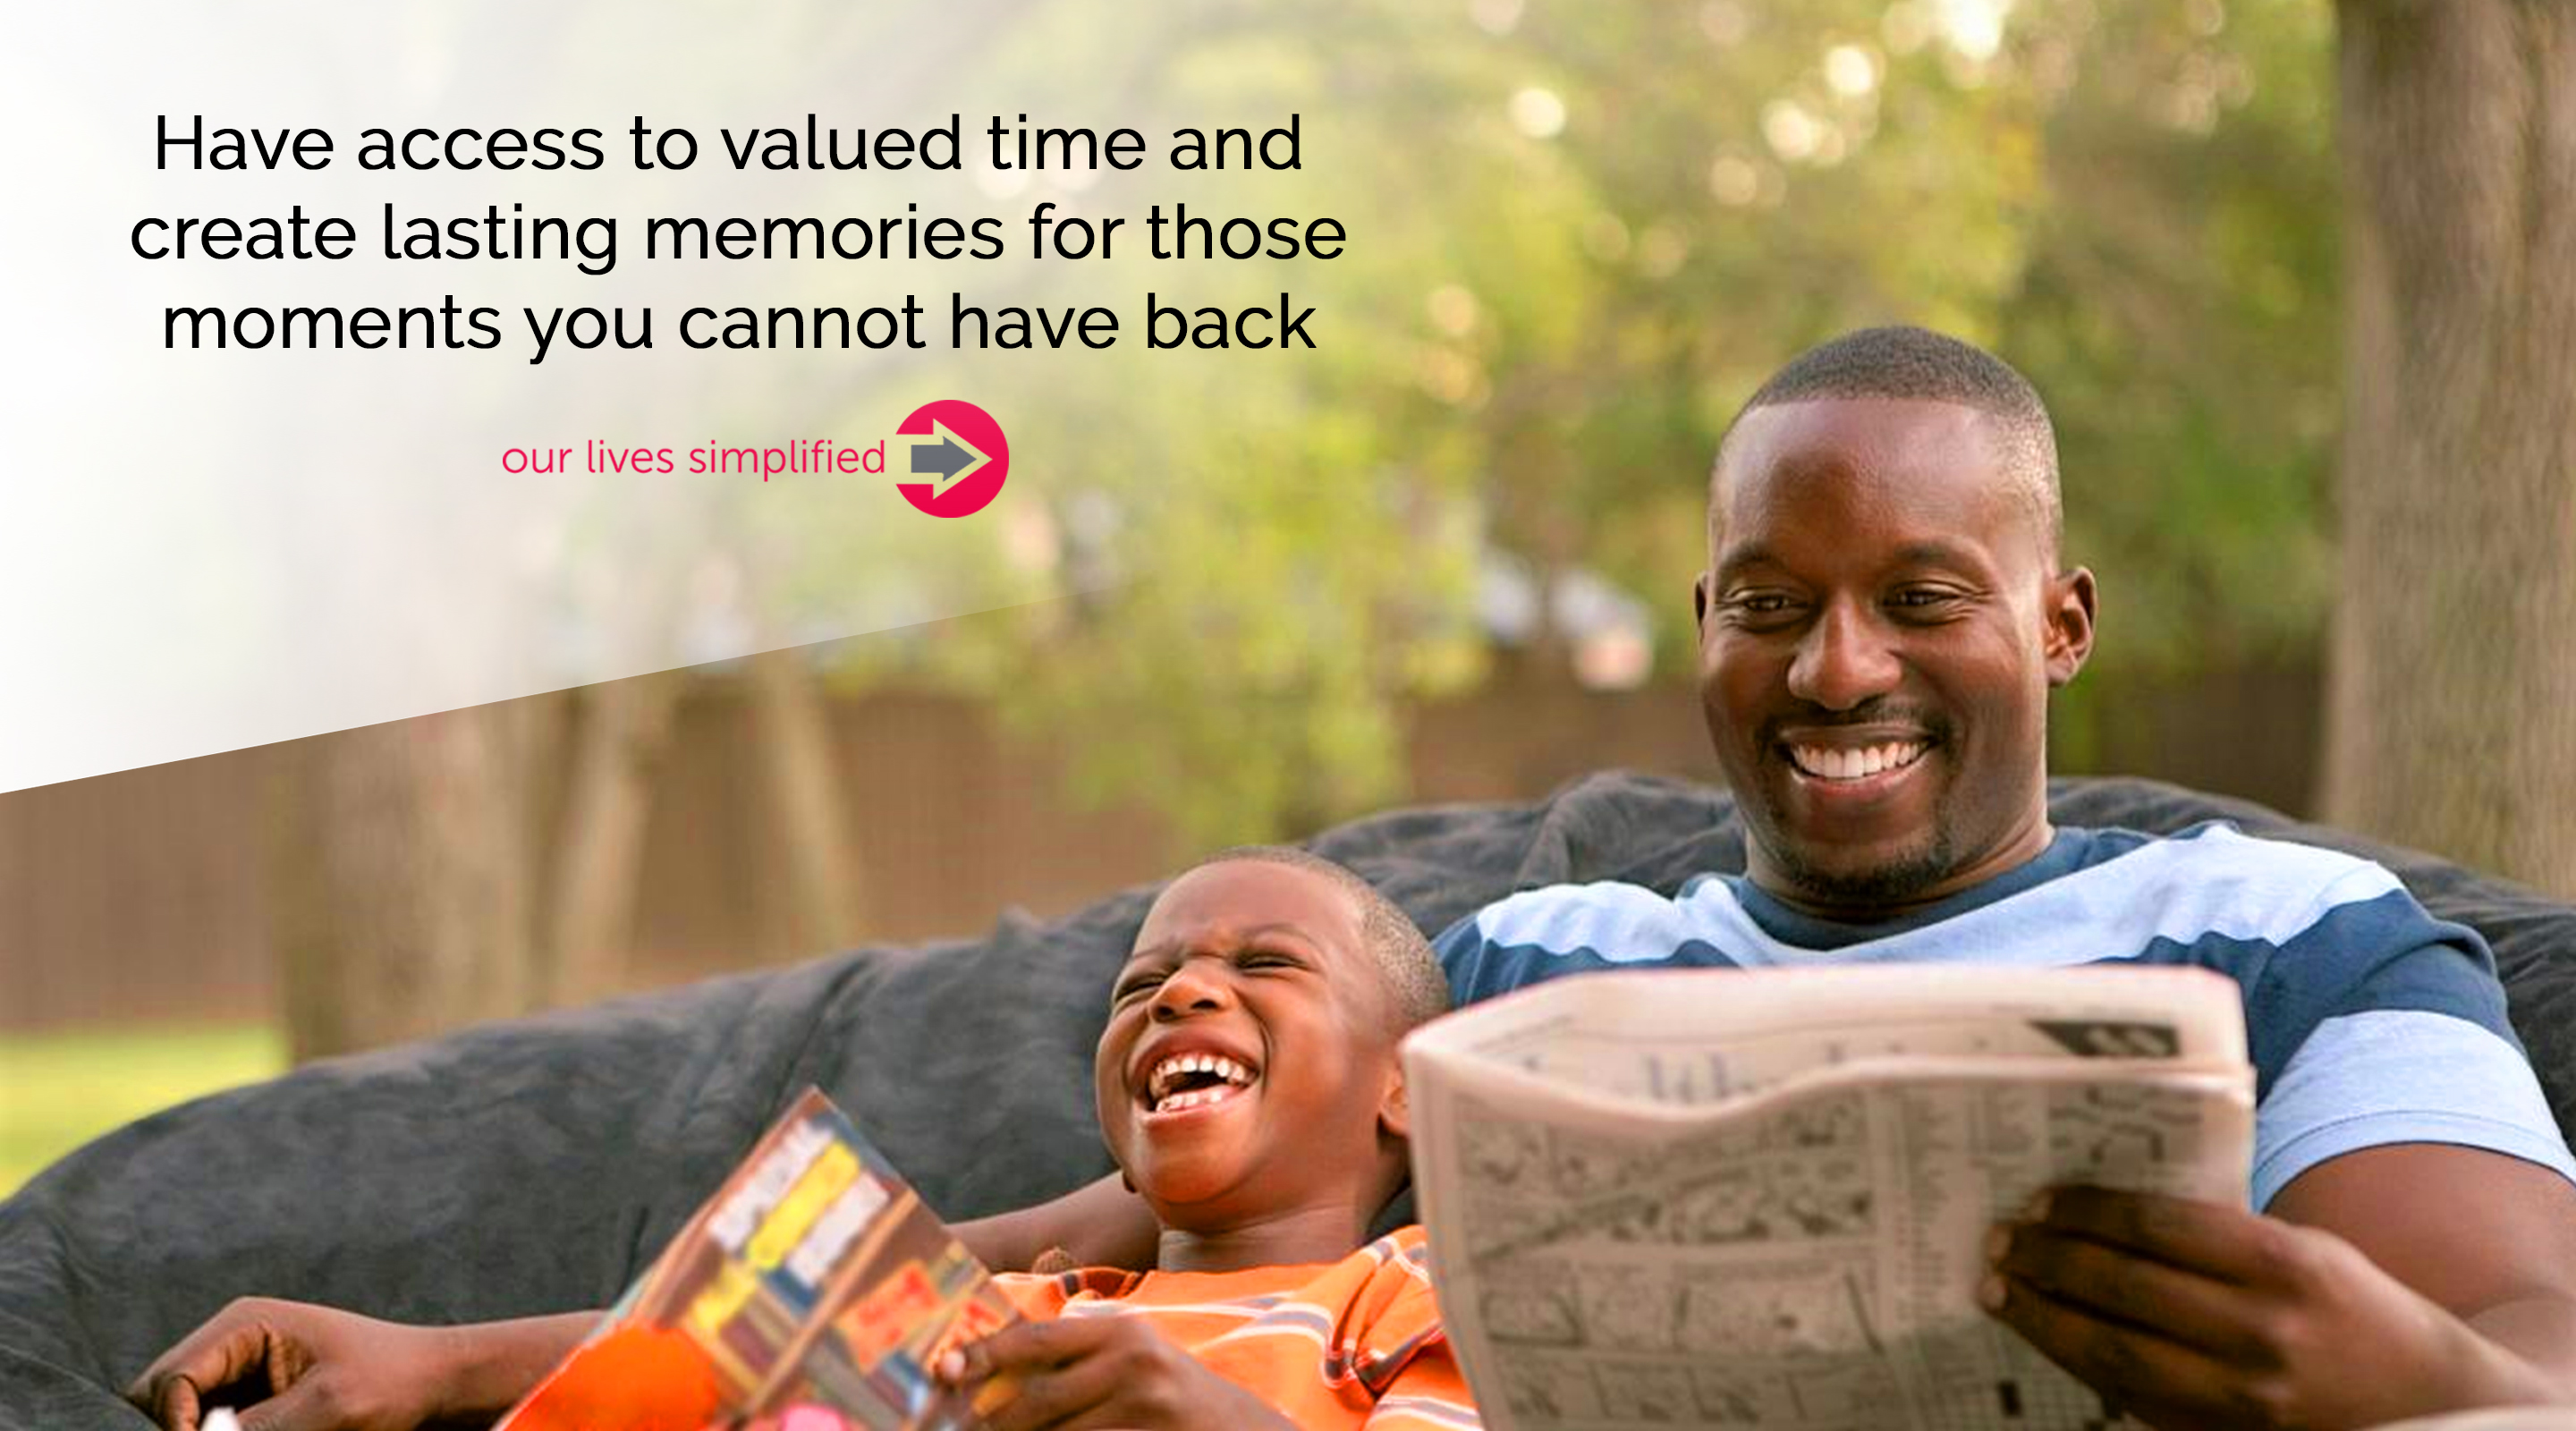 Have access to valued time and
create lasting memories for those
moments you cannot have back
our lives simplified